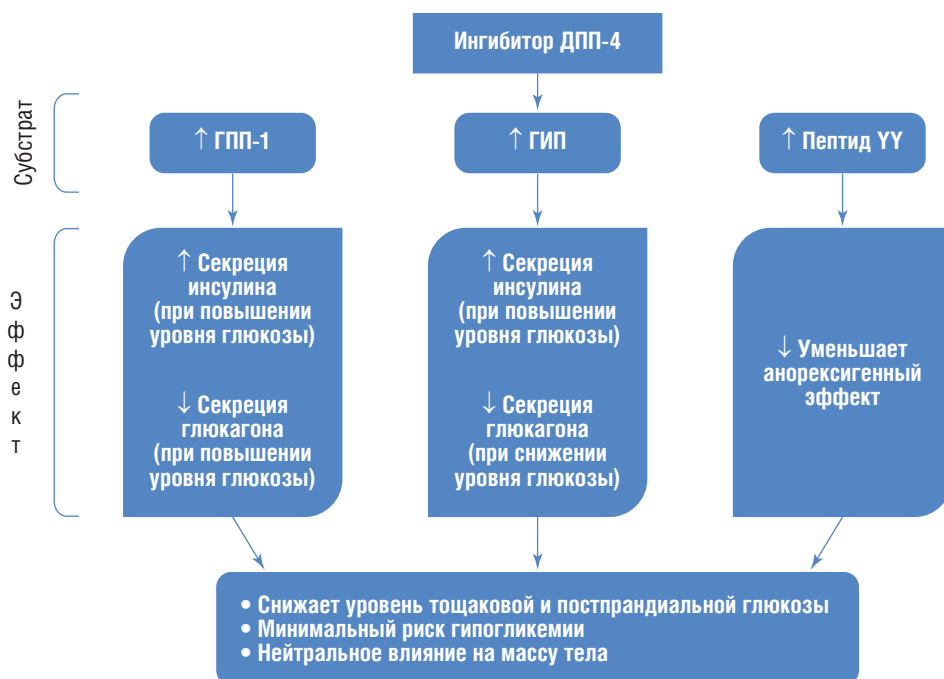 Ингибитор ДПП-4
Субстрат
↑ ГПП-1
↑ ГИП
↑ Пептид YY
Эффект
↑ Секреция
инсулина
(при повышении
уровня глюкозы)
↓ Секреция
глюкагона
(при повышении
уровня глюкозы)
↑ Секреция
инсулина
(при повышении
уровня глюкозы)
↓ Секреция
глюкагона
(при снижении
уровня глюкозы)
↓ Уменьшает
анорексигенный
эффект
• Снижает уровень тощаковой и постпрандиальной глюкозы
• Минимальный риск гипогликемии
• Нейтральное влияние на массу тела